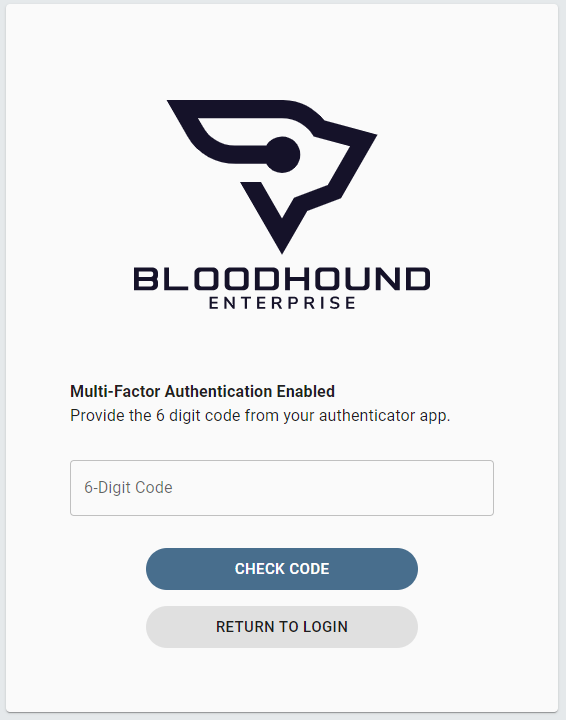 BLOODHOUND
ENTERPRISE
Multi-Factor Authentication Enabled
Provide the 6 digit code from your authenticator app.
6-Digit Code
CHECK CODE
RETURN TO LOGIN